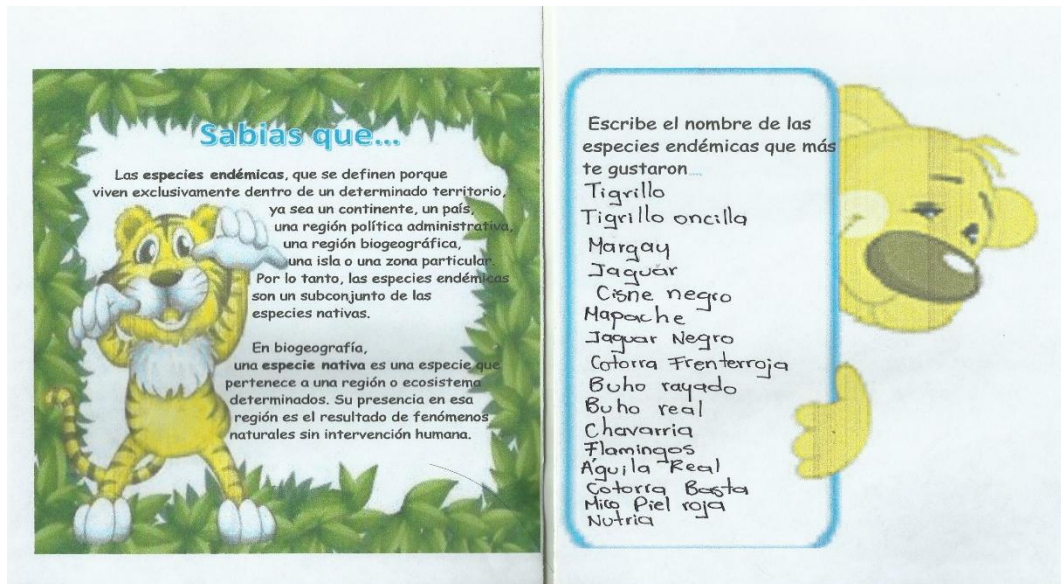 Sabias que...
Las especies endémicas, que se definen porque
viven exclusivamente dentro de un determinado territorio,
ya sea un continente, un país,
una región política administrativa,
una región biogeográfica,
una isla o una zona particular.
Por lo tanto, las especies endémicas
son un subconjunto de las
especies nativas.
En biogeografía,
una especie nativa es una especie que
pertenece a una región o ecosistema
determinados. Su presencia en esa
región es el resultado de fenómenos
naturales sin intervención humana.
Escribe el nombre de las
especies endémicas que más
te gustaron....
Tigrillo
Tigrillo oncilla
Margay
Jaguar
Cisne negro
Mapache
Jaguar Negro
Cotorra Frenterroja
Buho rayado
Buho real
Chavarria
Flamingos
Águila Real
Cotorra Basta
Mico Piel roja
Nutria